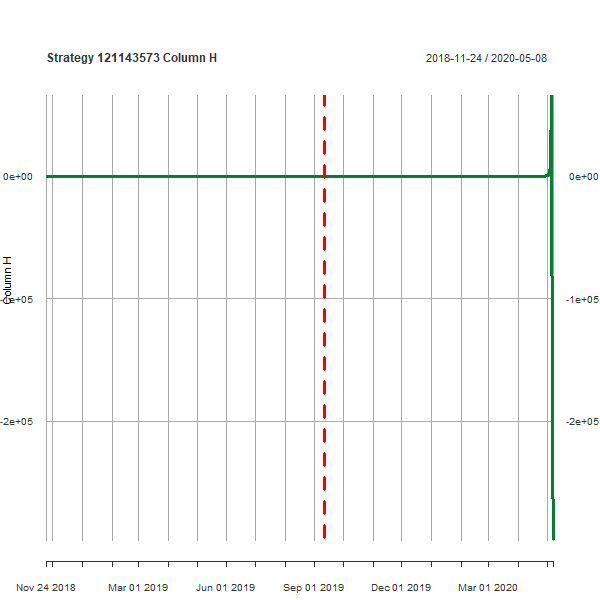 Strategy 121143573 Column H
2018-11-24 / 2020-05-08
0e+00
0e+00
Column H
-1e+05
-1e+05
-2e+05
-2e+05
Nov 24 2018
Mar 01 2019
Jun 01 2019
Sep 01 2019
Dec 01 2019
Mar 01 2020